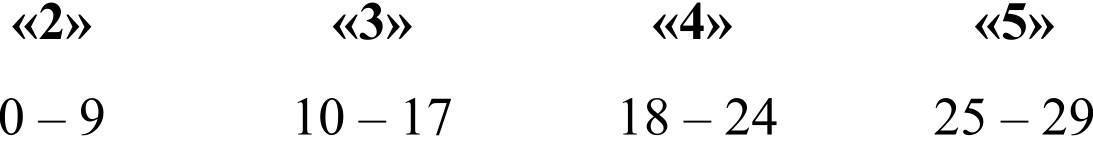 «2» «3» «4» «5»
0 – 9 10 – 17 18 – 24 25 – 29